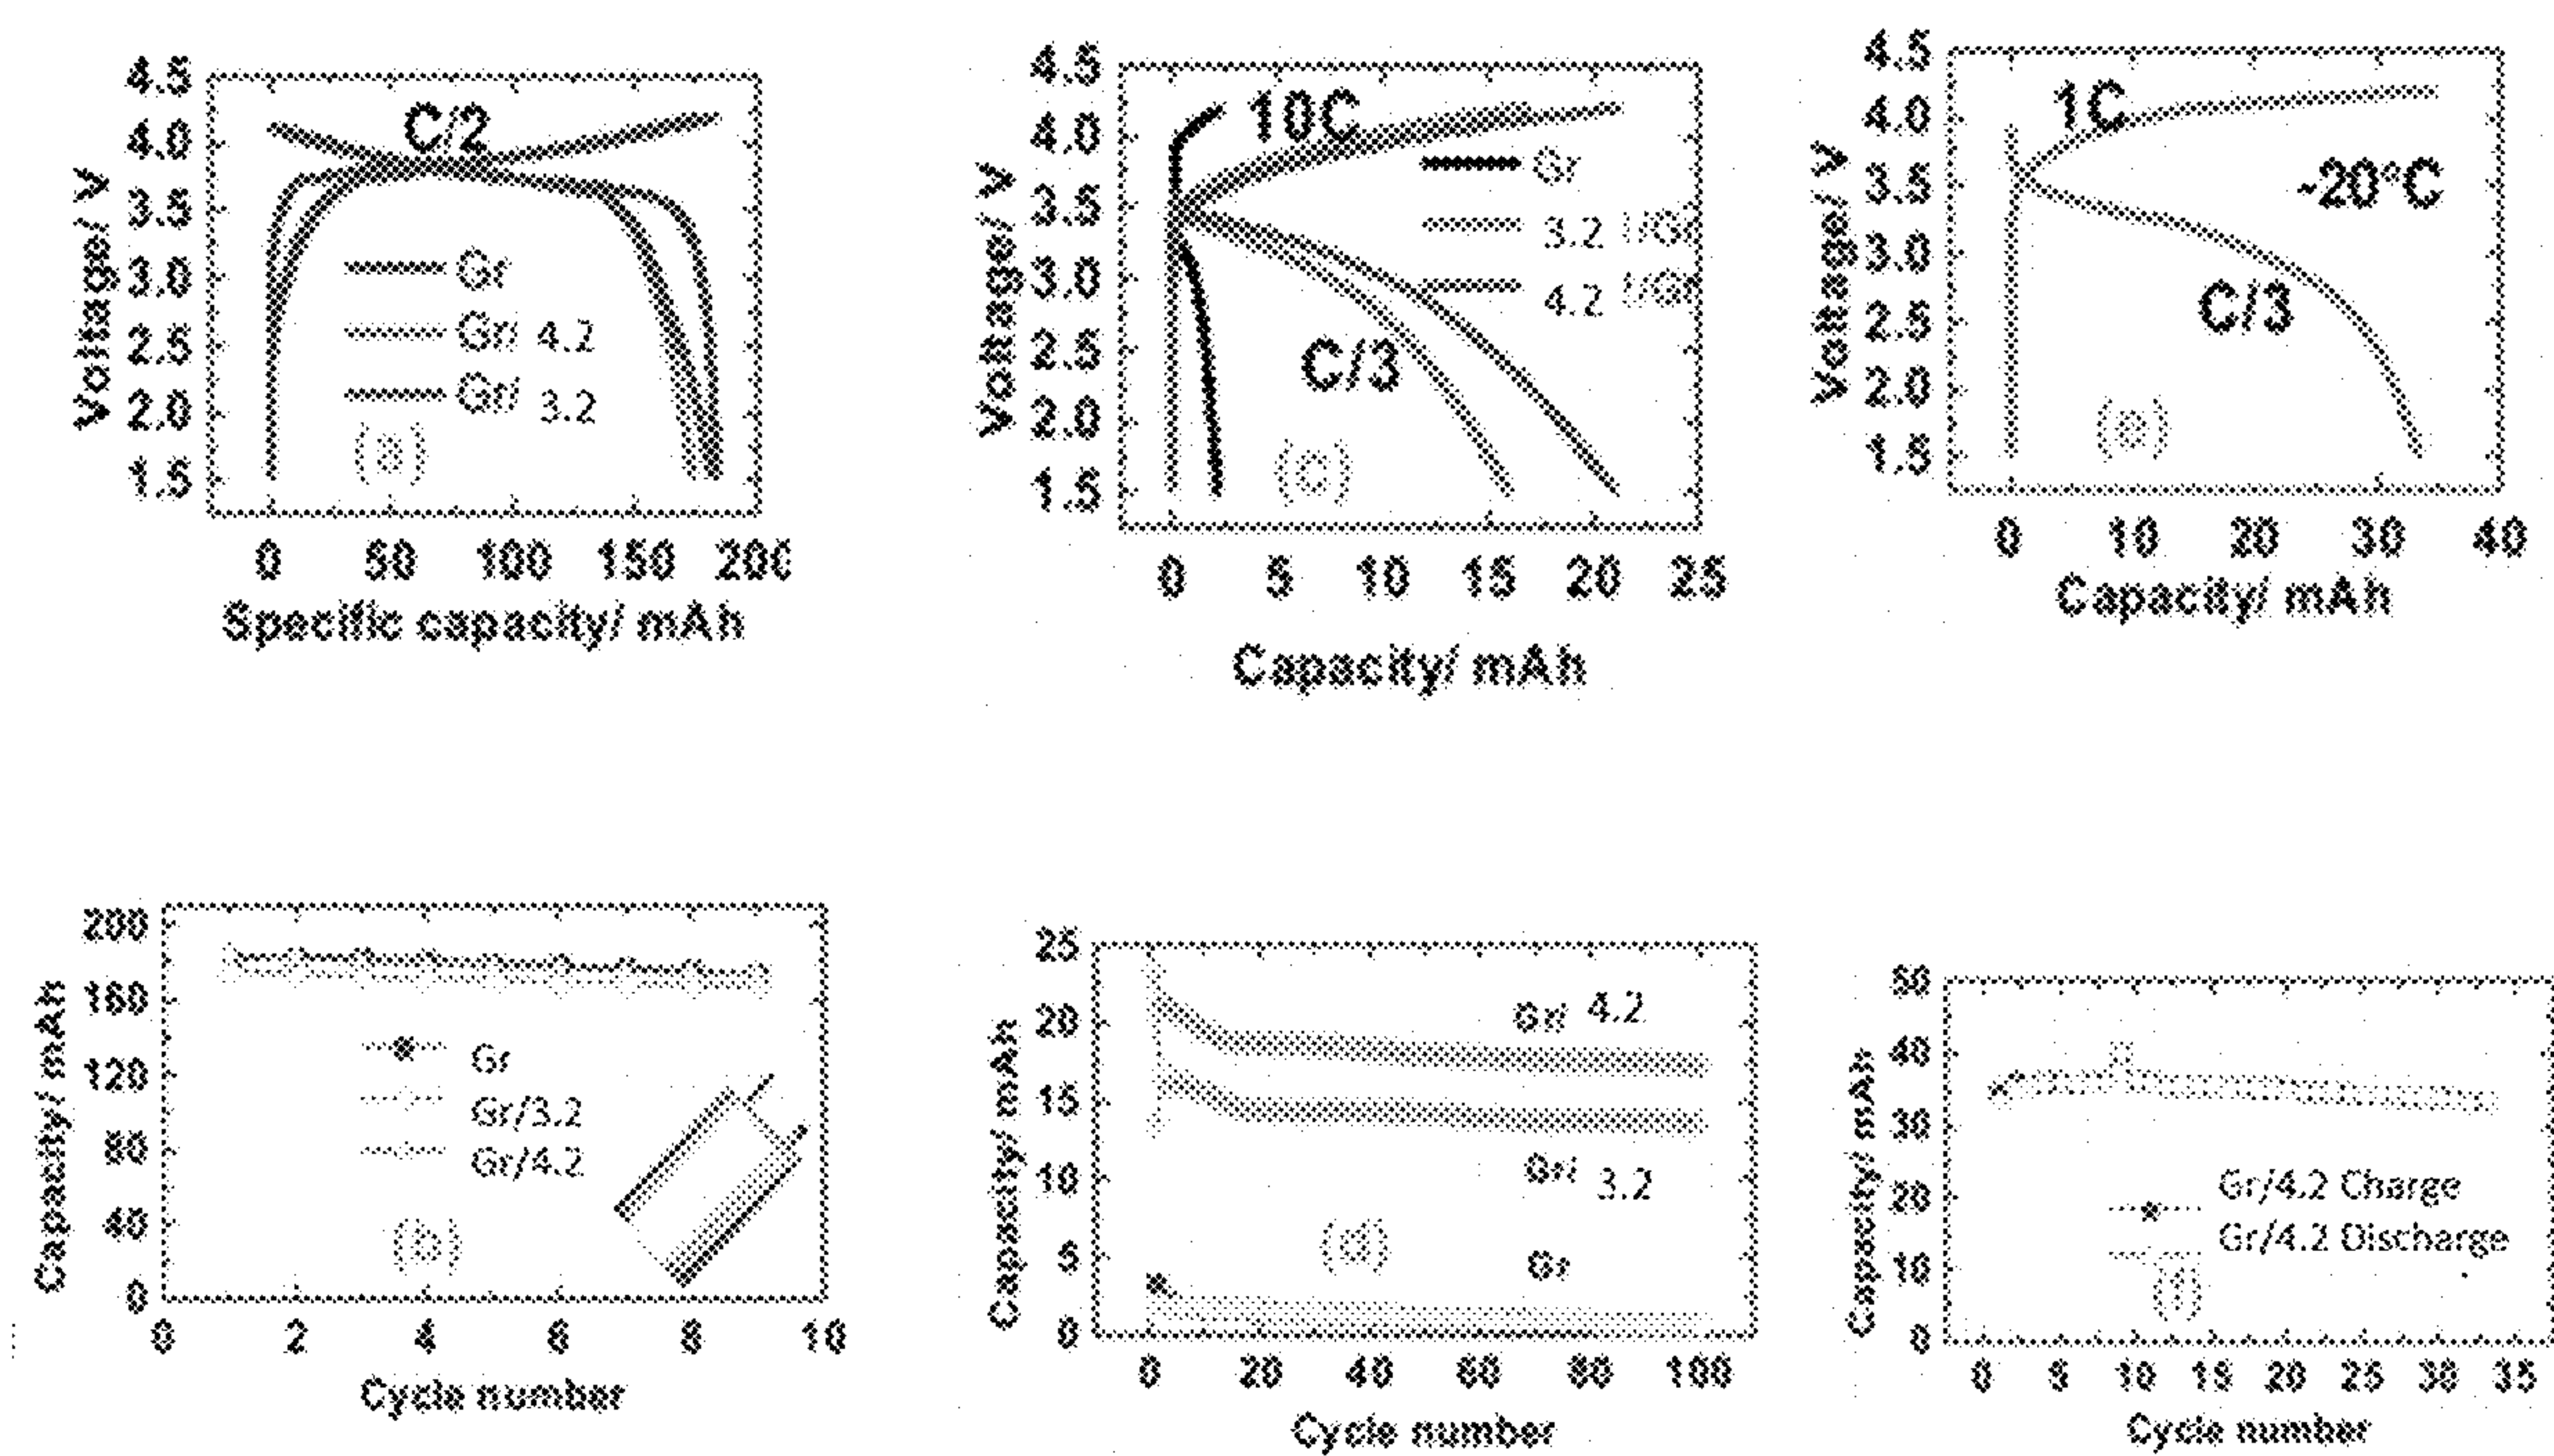 4.5
4.0
3.5
3.0
2.5
2.0
1.5
Voltage/ V
C/2
Gr
Gr/ 4.2
Gr/ 3.2
(a)
0 50 100 150 200
Specific capacity/ mAh
4.5
4.0
3.5
3.0
2.5
2.0
1.5
Voltage/ V
10C
Gr
3.2 I/Gr
4.2 I/Gr
C/3
(c)
0 5 10 15 20 25
Capacity/ mAh
4.5
4.0
3.5
3.0
2.5
2.0
1.5
Voltage/ V
1C
-20°C
C/3
(e)
0 10 20 30 40
Capacity/ mAh
200
160
120
80
40
0
Capacity/ mAh
Gr
Gr/3.2
Gr/4.2
(b)
0 2 4 6 8 10
Cycle number
25
20
15
10
5
0
Capacity/ mAh
Gr/ 4.2
Gr/ 3.2
(d)
Gr
0 20 40 60 80 100
Cycle number
50
40
30
20
10
0
Capacity/ mAh
Gr/4.2 Charge
Gr/4.2 Discharge
(f)
0 5 10 15 20 25 30 35
Cycle number